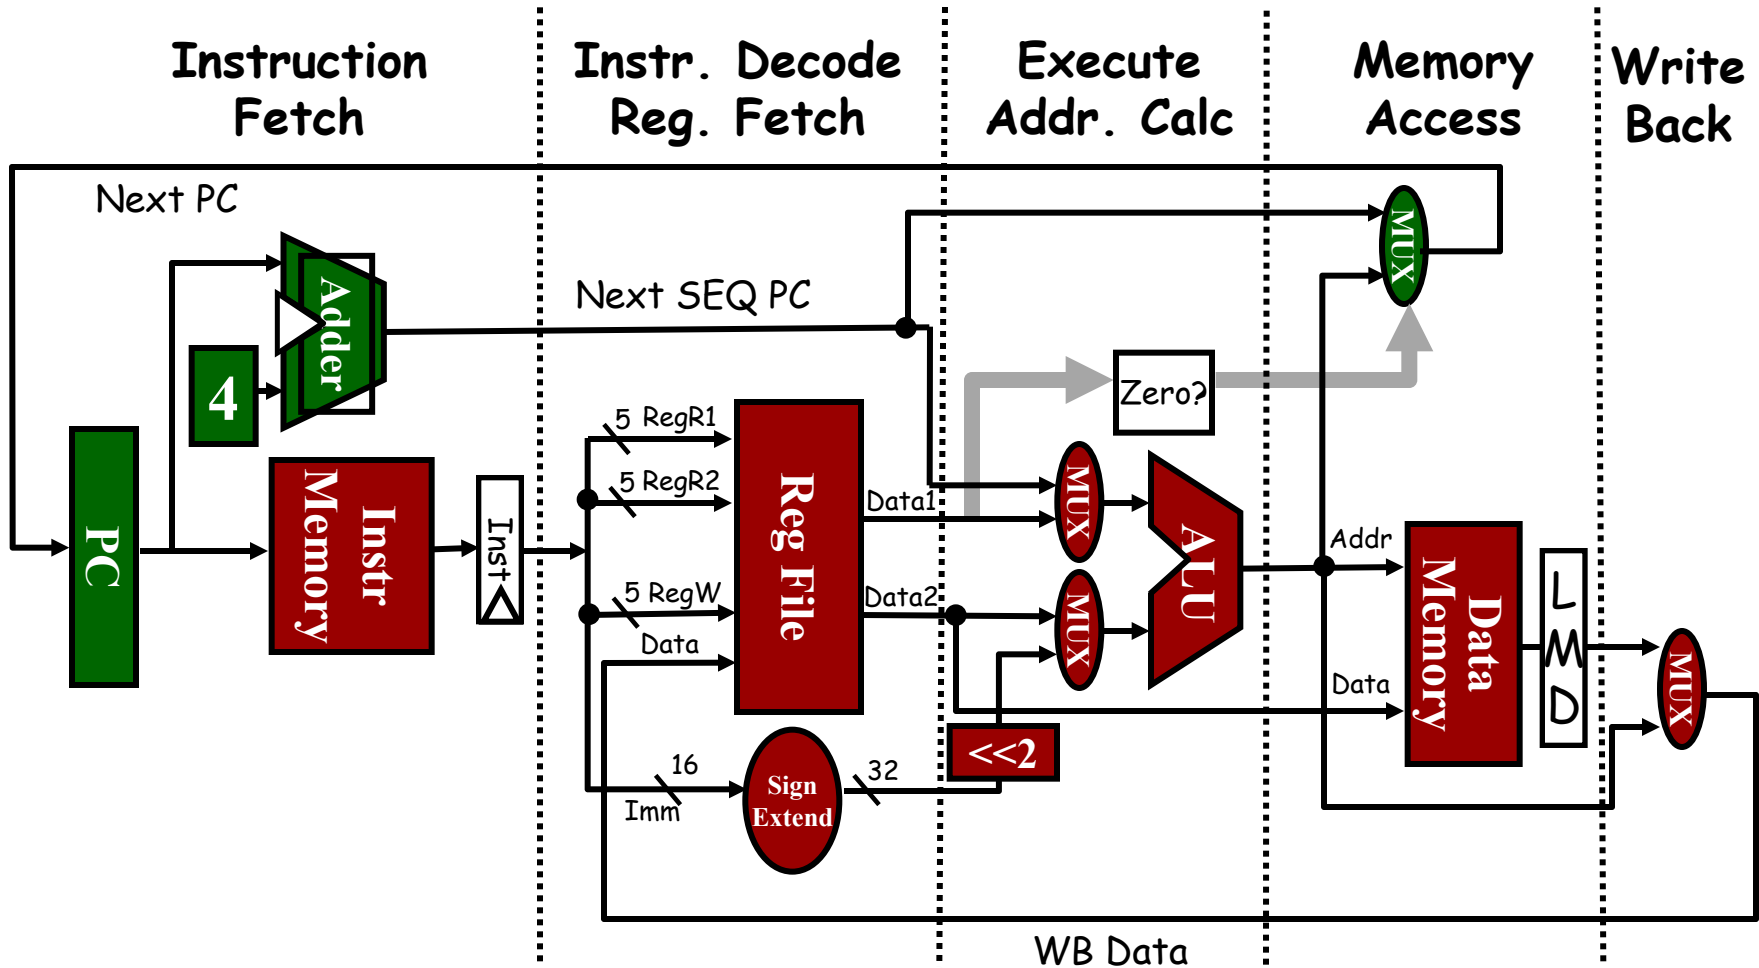 Instruction
Fetch
Instr. Decode
Reg. Fetch
Execute
Addr. Calc
Memory
Access
Write
Back
Next PC
Adder
4
PC
Instr
Memory
Inst
Next SEQ PC
5 RegR1
5 RegR2
5 RegW
Data
Reg File
Data1
Data2
16
Imm
Sign
Extend
32
<<2
Zero?
MUX
MUX
ALU
MUX
Addr
Data
Data
Memory
L
M
D
MUX
WB Data